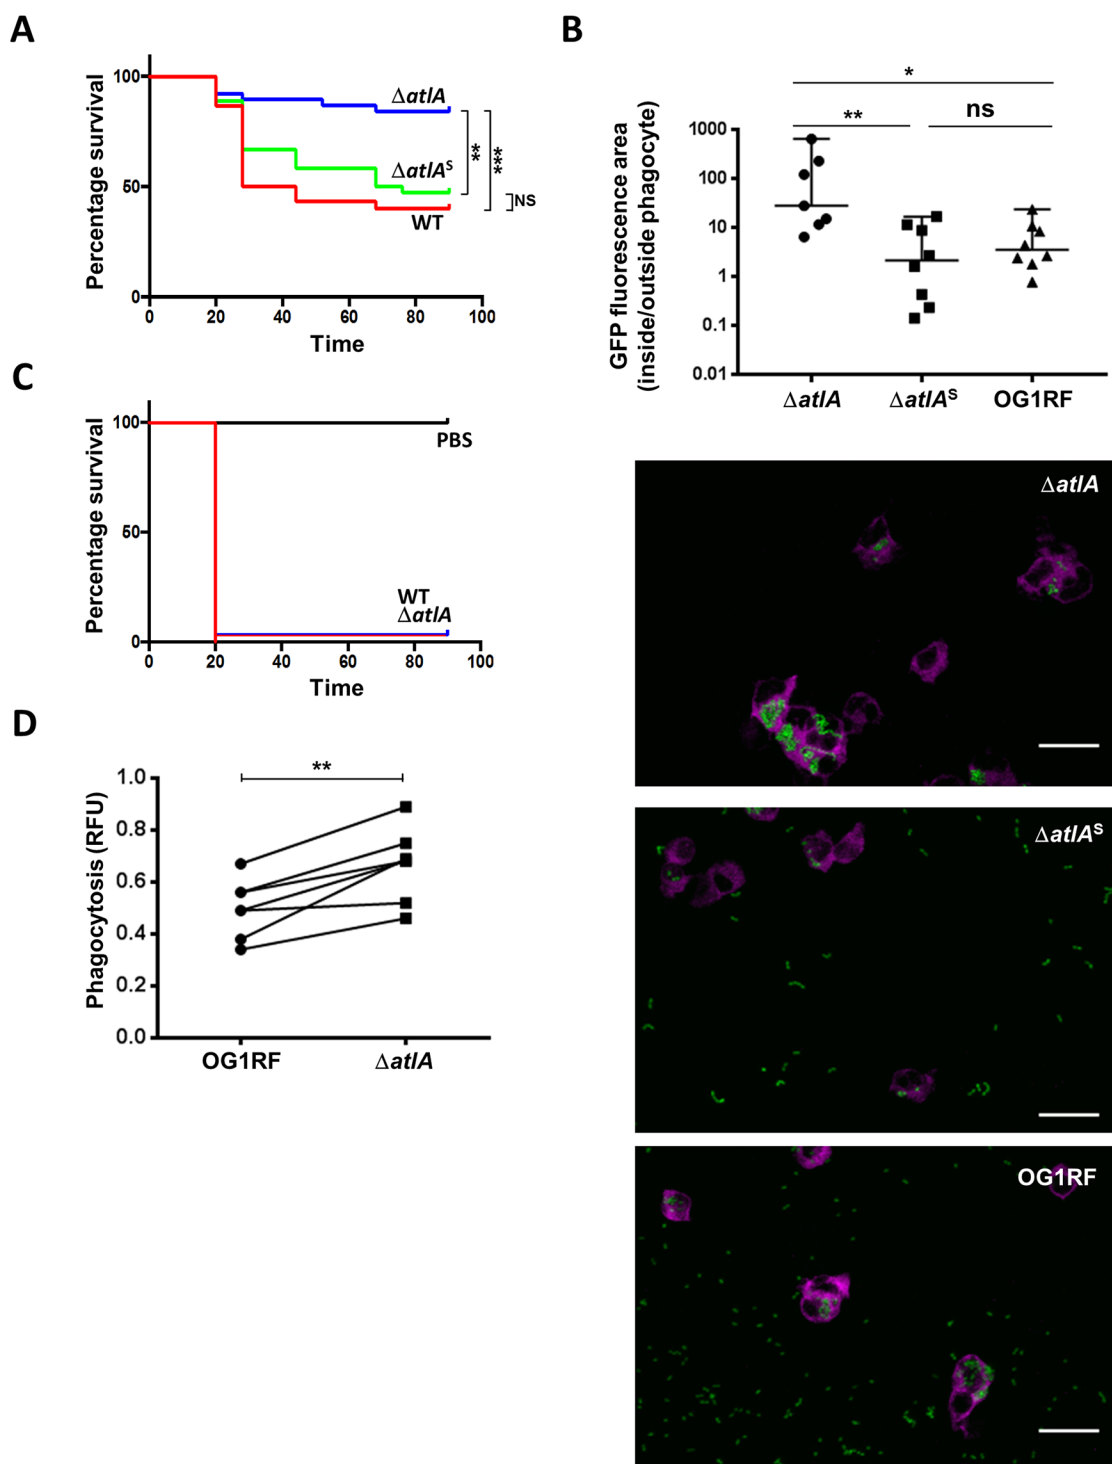 A
Percentage survival
100
50
0
0 20 40 60 80 100
Time
ΔatlA
ΔatlAS
WT
**
***
NS
B
GFP fluorescence area
(inside/outside phagocyte)
1000
100
10
1
0.1
0.01
*
**
ns
ΔatlA ΔatlAS OG1RF
ΔatlA
ΔatlAS
OG1RF
C
Percentage survival
100
50
0
0 20 40 60 80 100
Time
PBS
WT
ΔatlA
D
Phagocytosis (RFU)
1.0
0.8
0.6
0.4
0.2
0.0
**
OG1RF ΔatlA